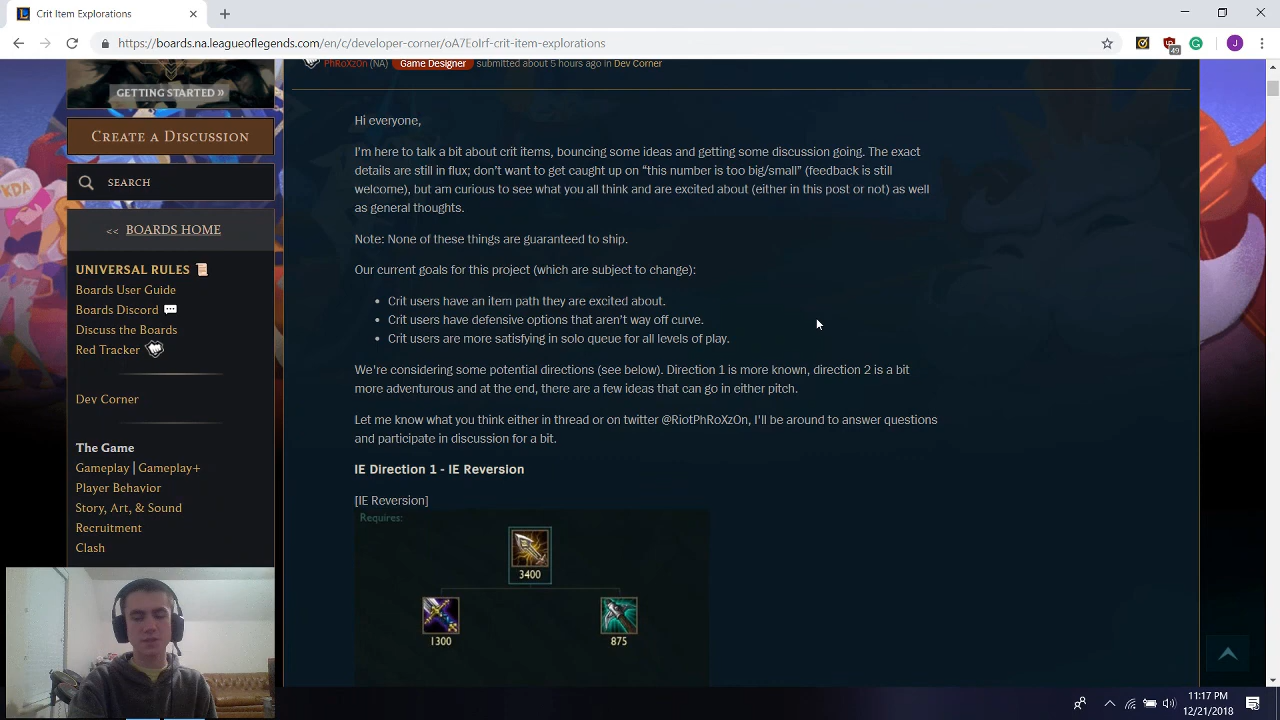 Crit Item Explorations
https://boards.na.leagueoflegends.com/en/c/developer-corner/oA7EoIrf-crit-item-explorations
49
J
GETTING STARTED »
CREATE A DISCUSSION
SEARCH
<< BOARDS HOME
UNIVERSAL RULES
Boards User Guide
Boards Discord
Discuss the Boards
Red Tracker
Dev Corner
The Game
Gameplay | Gameplay+
Player Behavior
Story, Art, & Sound
Recruitment
Clash
KDA
PhRoXzOn (NA) Game Designer submitted about 5 hours ago in Dev Corner
Hi everyone,
I’m here to talk a bit about crit items, bouncing some ideas and getting some discussion going. The exact
details are still in flux; don’t want to get caught up on “this number is too big/small” (feedback is still
welcome), but am curious to see what you all think and are excited about (either in this post or not) as well
as general thoughts.
Note: None of these things are guaranteed to ship.
Our current goals for this project (which are subject to change):
• Crit users have an item path they are excited about.
• Crit users have defensive options that aren’t way off curve.
• Crit users are more satisfying in solo queue for all levels of play.
We're considering some potential directions (see below). Direction 1 is more known, direction 2 is a bit
more adventurous and at the end, there are a few ideas that can go in either pitch.
Let me know what you think either in thread or on twitter @RiotPhRoXzOn, I'll be around to answer questions
and participate in discussion for a bit.
IE Direction 1 - IE Reversion
[IE Reversion]
Requires:
3400
1300 875
11:17 PM
12/21/2018